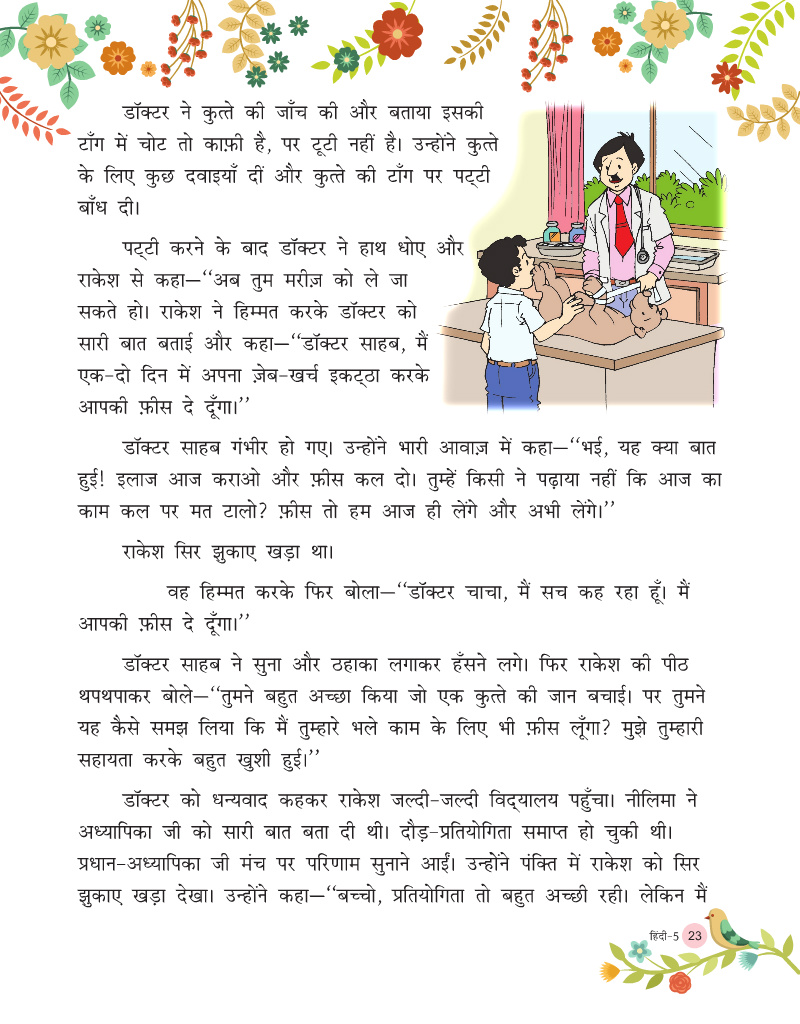 डॉक्टर ने कुत्ते की जाँच की और बताया इसकी
टाँग में चोट तो काफ़ी है, पर टूटी नहीं है। उन्होंने कुत्ते
के लिए कुछ दवाइयाँ दीं और कुत्ते की टाँग पर पट्‌टी
बाँध दी।
पट्‌टी करने के बाद डॉक्टर ने हाथ धोए और
राकेश से कहा—‘‘अब तुम मरीज़ को ले जा
सकते हो। राकेश ने हिम्मत करके डॉक्टर को
सारी बात बताई और कहा—‘‘डॉक्टर साहब, मैं
एक-दो दिन में अपना ज़ेब-खर्च इकट्‌ठा करके
आपकी फ़ीस दे दूँगा।’’
डॉक्टर साहब गंभीर हो गए। उन्होंने भारी आवाज़ में कहा—‘‘भई, यह क्या बात
हुई! इलाज आज कराओ और फ़ीस कल दो। तुम्हें किसी ने पढ़ाया नहीं कि आज का
काम कल पर मत टालो? फ़ीस तो हम आज ही लेंगे और अभी लेंगे।’’
राकेश सिर झुकाए खड़ा था।
वह हिम्मत करके फिर बोला—‘‘डॉक्टर चाचा, मैं सच कह रहा हूँ। मैं
आपकी फ़ीस दे दूँगा।’’
डॉक्टर साहब ने सुना और ठहाका लगाकर हँसने लगे। फिर राकेश की पीठ
थपथपाकर बोले—‘‘तुमने बहुत अच्छा किया जो एक कुत्ते की जान बचाई। पर तुमने
यह कैसे समझ लिया कि मैं तुम्हारे भले काम के लिए भी फ़ीस लूँगा? मुझे तुम्हारी
सहायता करके बहुत खुशी हुई।’’
डॉक्टर को धन्यवाद कहकर राकेश जल्दी-जल्दी विद्‌यालय पहुँचा। नीलिमा ने
अध्यापिका जी को सारी बात बता दी थी। दौड़-प्रतियोगिता समाप्त हो चुकी थी।
प्रधान-अध्यापिका जी मंच पर परिणाम सुनाने आईं। उन्होंने पंक्ति में राकेश को सिर
झुकाए खड़ा देखा। उन्होंने कहा—‘‘बच्चो, प्रतियोगिता तो बहुत अच्छी रही। लेकिन मैं
हिंदी-5 23